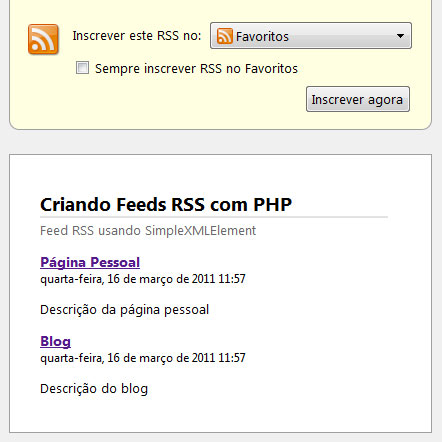 Inscrever este RSS no: Favoritos
Sempre inscrever RSS no Favoritos
Inscrever agora
Criando Feeds RSS com PHP
Feed RSS usando SimpleXMLElement
Página Pessoal
quarta-feira, 16 de março de 2011 11:57
Descrição da página pessoal
Blog
quarta-feira, 16 de março de 2011 11:57
Descrição do blog